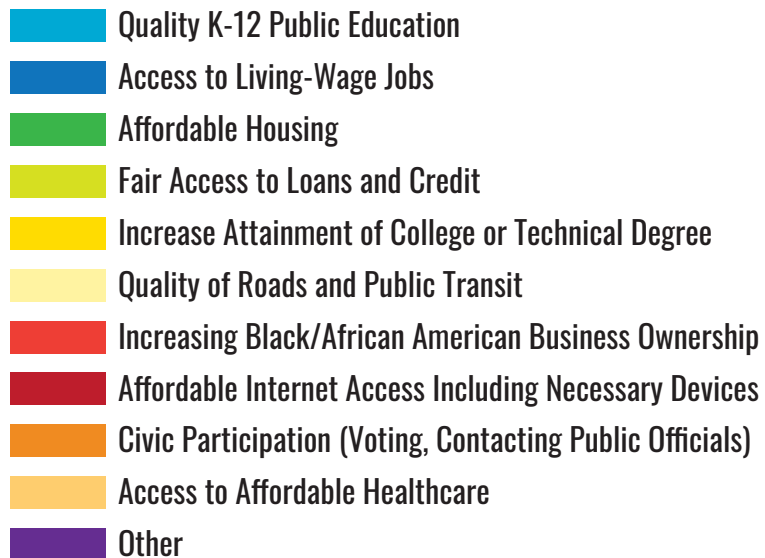 Quality K-12 Public Education
Access to Living-Wage Jobs
Affordable Housing
Fair Access to Loans and Credit
Increase Attainment of College or Technical Degree
Quality of Roads and Public Transit
Increasing Black/African American Business Ownership
Affordable Internet Access Including Necessary Devices
Civic Participation (Voting, Contacting Public Officials)
Access to Affordable Healthcare
Other